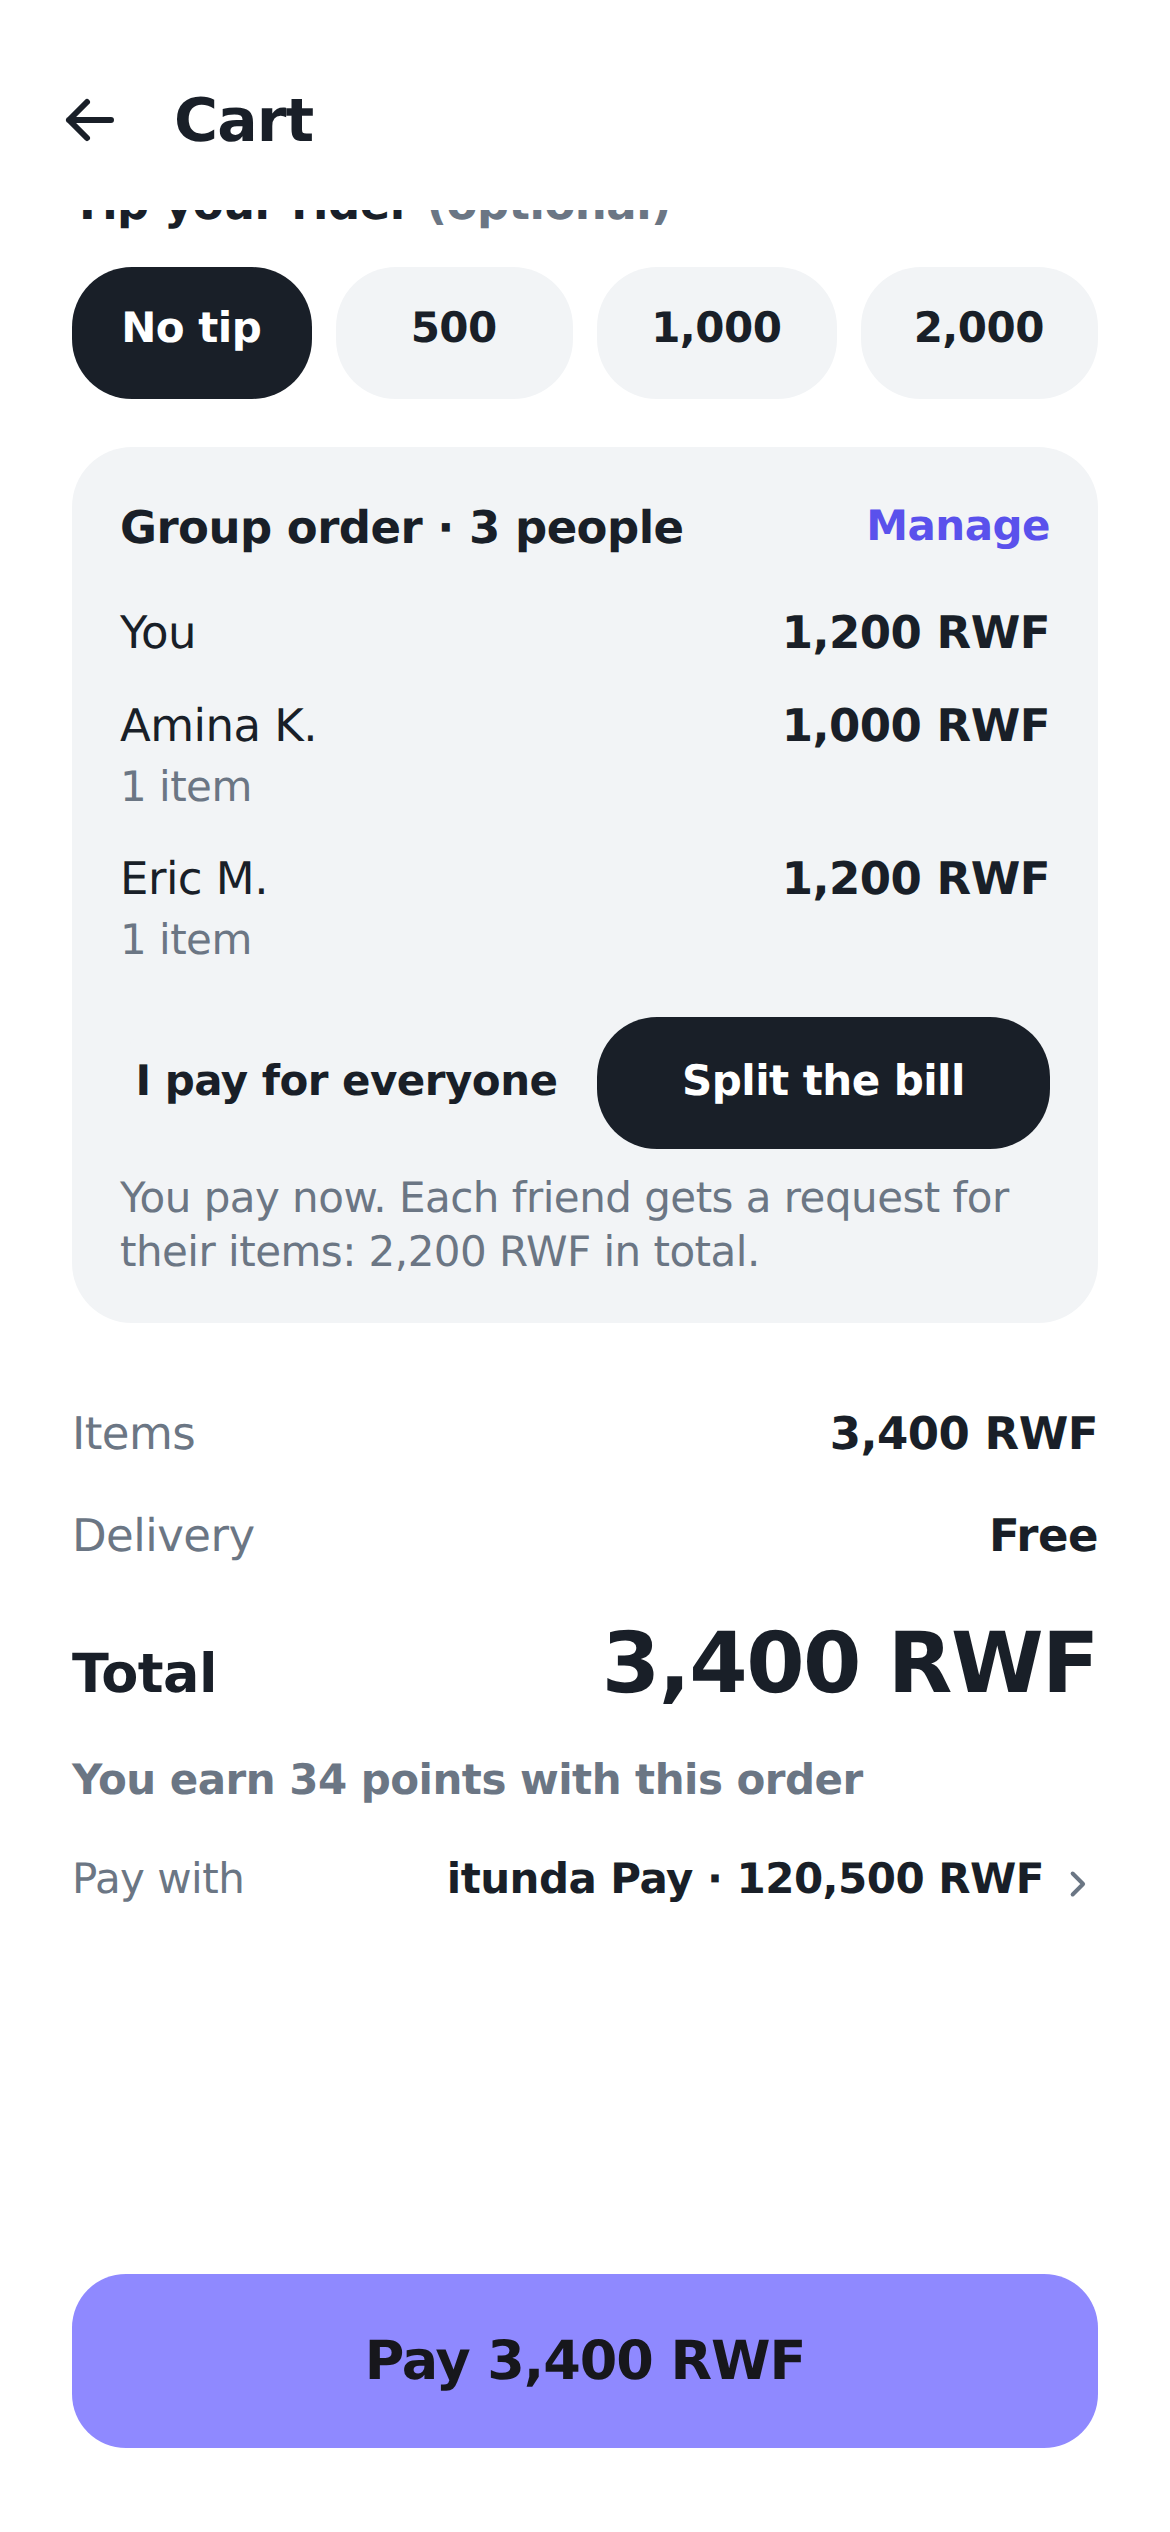 Cart
Tip your rider (optional)
No tip
500
1,000
2,000
Group order · 3 people
Manage
You
1,200 RWF
Amina K.
1,000 RWF
1 item
Eric M.
1,200 RWF
1 item
I pay for everyone
Split the bill
You pay now. Each friend gets a request for
their items: 2,200 RWF in total.
Items
3,400 RWF
Delivery
Free
Total
3,400 RWF
You earn 34 points with this order
Pay with
itunda Pay · 120,500 RWF
Pay 3,400 RWF